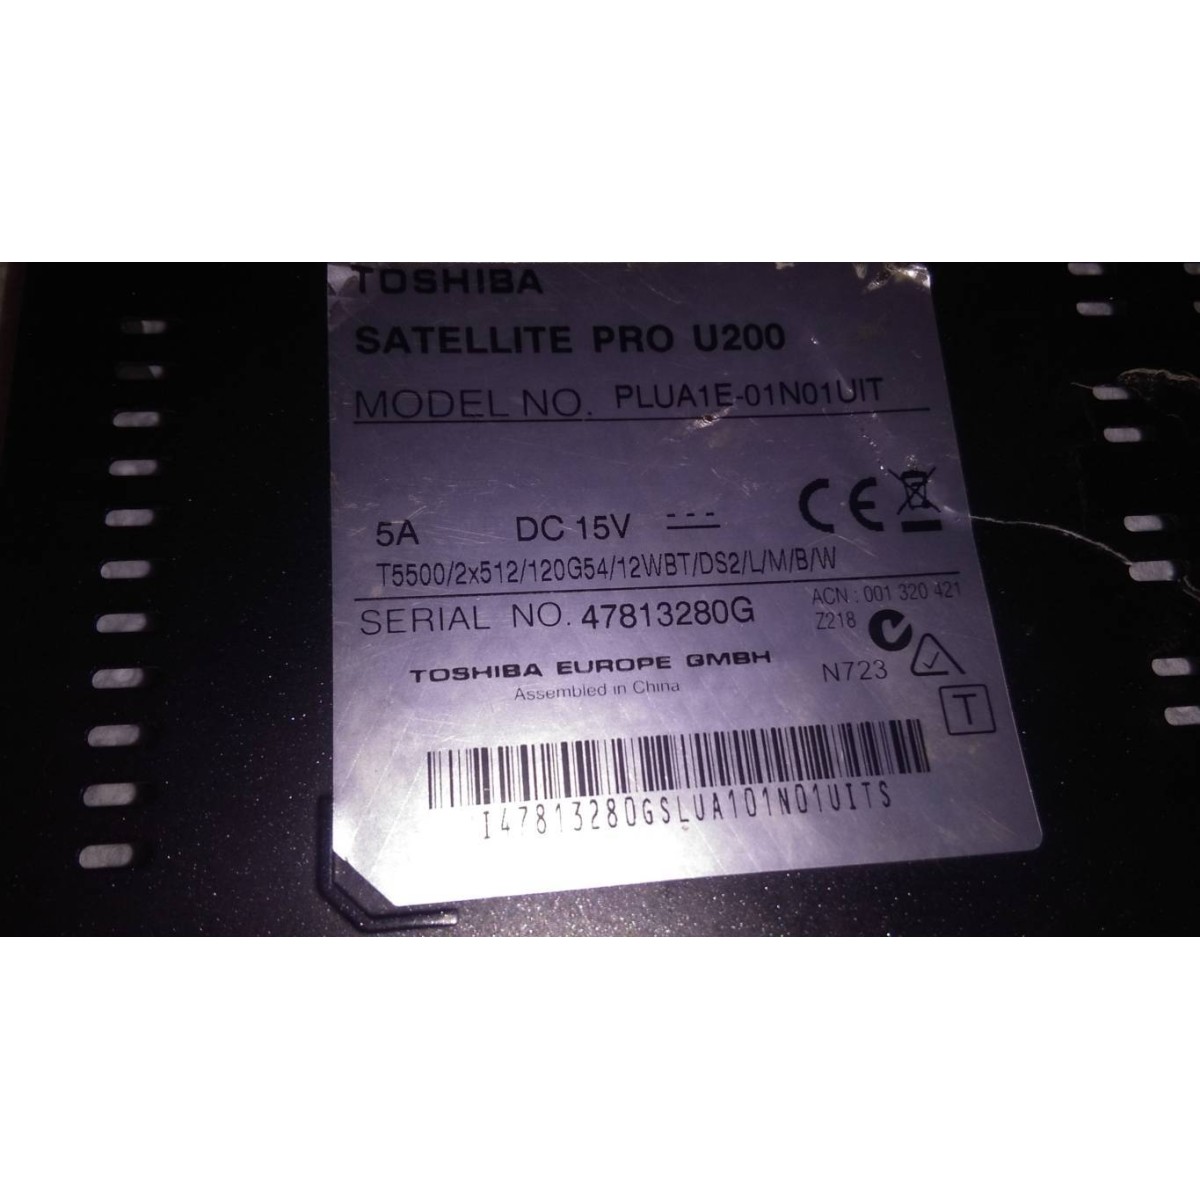 TOSHIBA
SATELLITE PRO U200
MODEL NO. PLUA1E-01N01UIT
5A DC 15V
T5500/2x512/120G54/12WBT/DS2/L/M/B/W
SERIAL NO. 47813280G
ACN : 001 320 421
Z218
TOSHIBA EUROPE GMBH
N723
Assembled in China
T
I47813280GSLUA101N01UITS